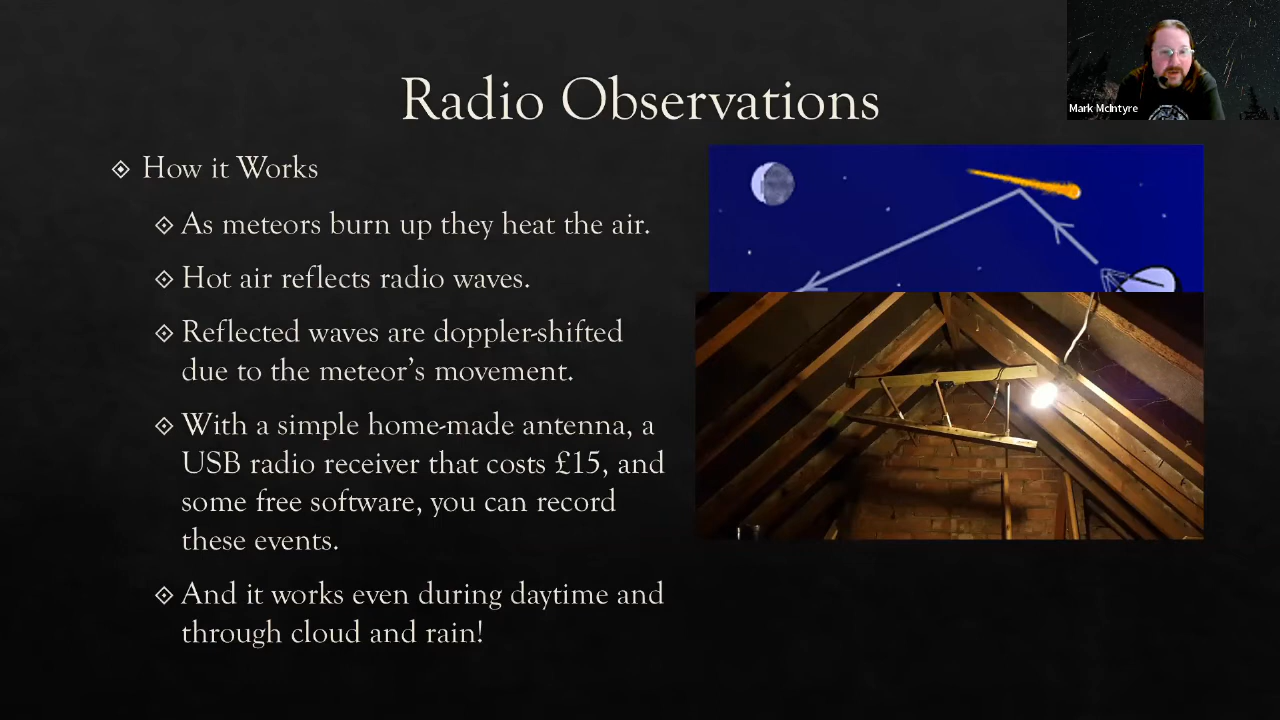 Radio Observations
Mark McIntyre
How it Works
As meteors burn up they heat the air.
Hot air reflects radio waves.
Reflected waves are doppler-shifted
due to the meteor’s movement.
With a simple home-made antenna, a
USB radio receiver that costs £15, and
some free software, you can record
these events.
And it works even during daytime and
through cloud and rain!